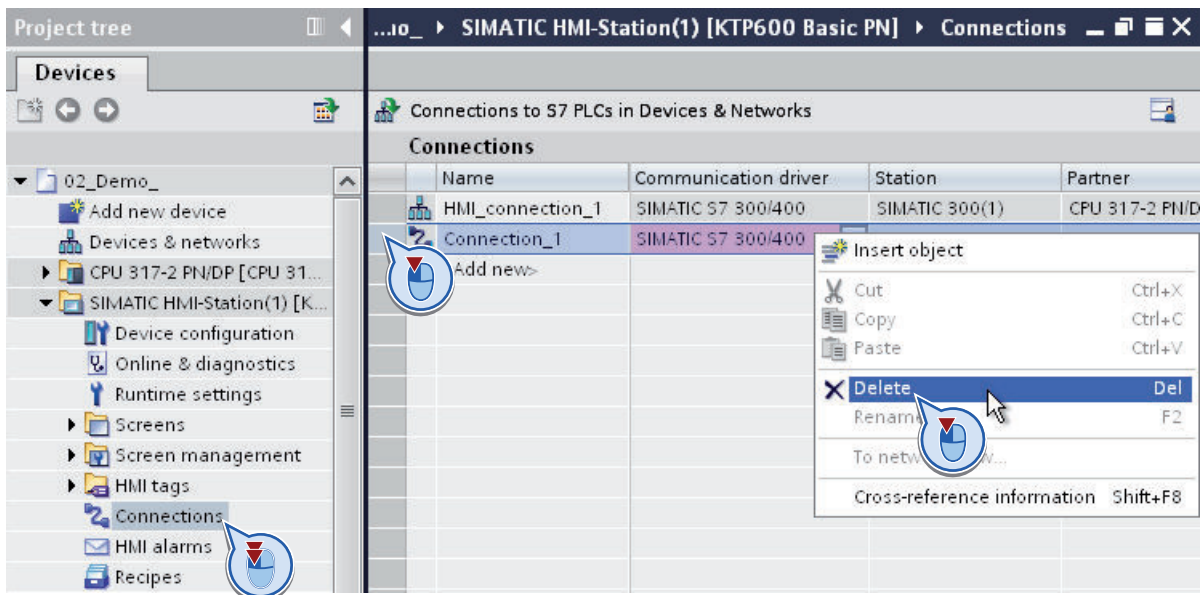 Project tree
...no_ ▸ SIMATIC HMI-Station(1) [KTP600 Basic PN] ▸ Connections
Devices
Connections to S7 PLCs in Devices & Networks
Connections
Name Communication driver Station Partner
HMI_connection_1 SIMATIC S7 300/400 SIMATIC 300(1) CPU 317-2 PN/D
Connection_1 SIMATIC S7 300/400
Add new>
02_Demo_
Add new device
Devices & networks
CPU 317-2 PN/DP [CPU 31...
SIMATIC HMI-Station(1) [K...
Device configuration
Online & diagnostics
Runtime settings
Screens
Screen management
HMI tags
Connections
HMI alarms
Recipes
Insert object
Cut Ctrl+X
Copy Ctrl+C
Paste Ctrl+V
Delete Del
Rename F2
To netw
Cross-reference information Shift+F8